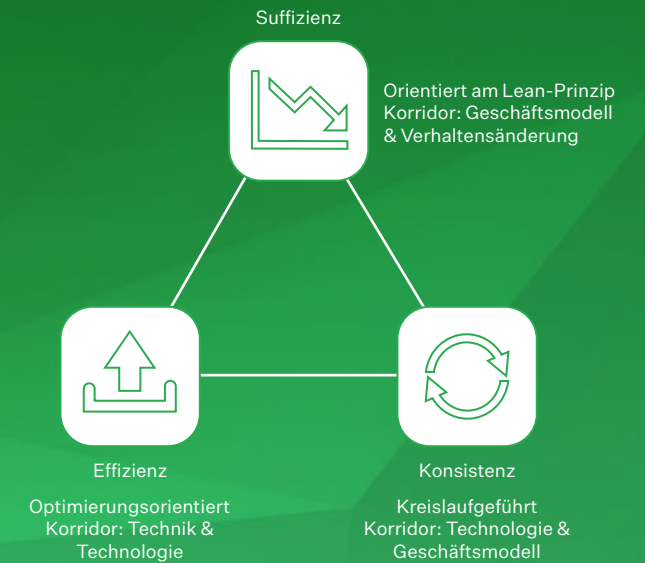 Suffizienz
Orientiert am Lean-Prinzip
Korridor: Geschäftsmodell
& Verhaltensänderung
Effizienz
Optimierungsorientiert
Korridor: Technik &
Technologie
Konsistenz
Kreislaufgeführt
Korridor: Technologie &
Geschäftsmodell